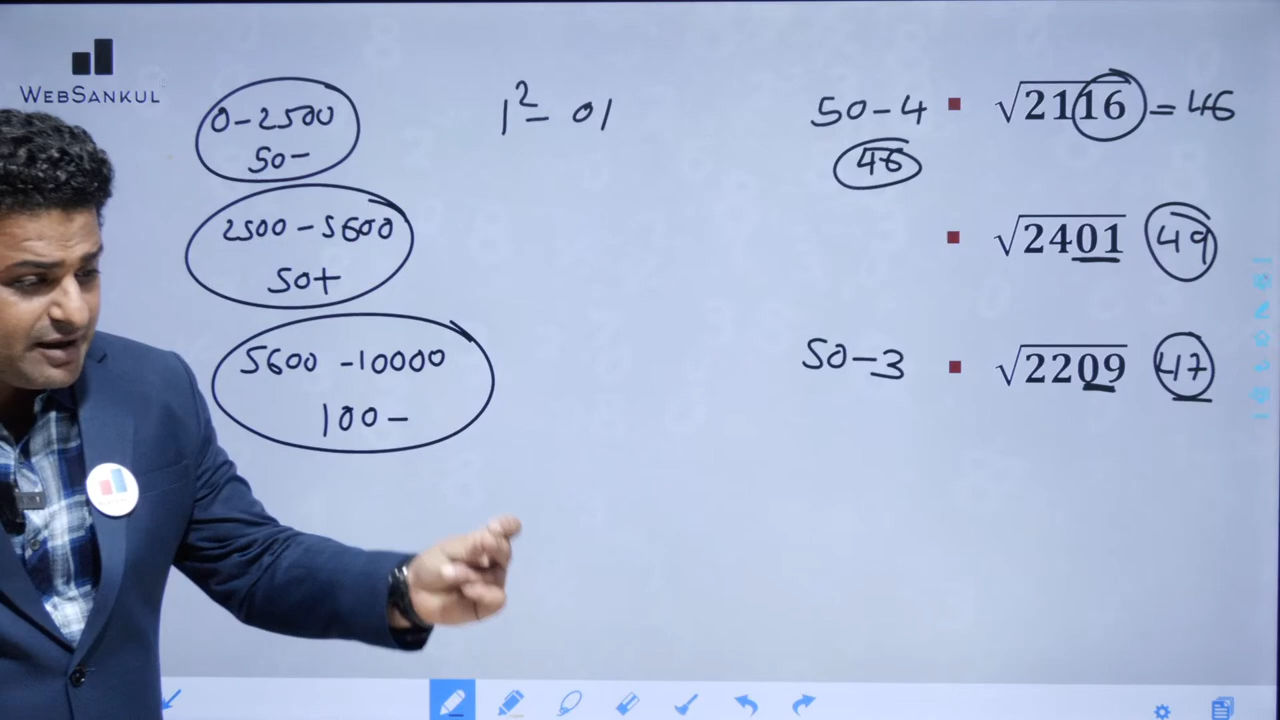 WEBSANKUL
0-2500
50-
2500-5600
50+
5600-10000
100-
1²- 01
50-4 ▪ √2116 = 46
46
▪ √2401 49
50-3 ▪ √2209 47